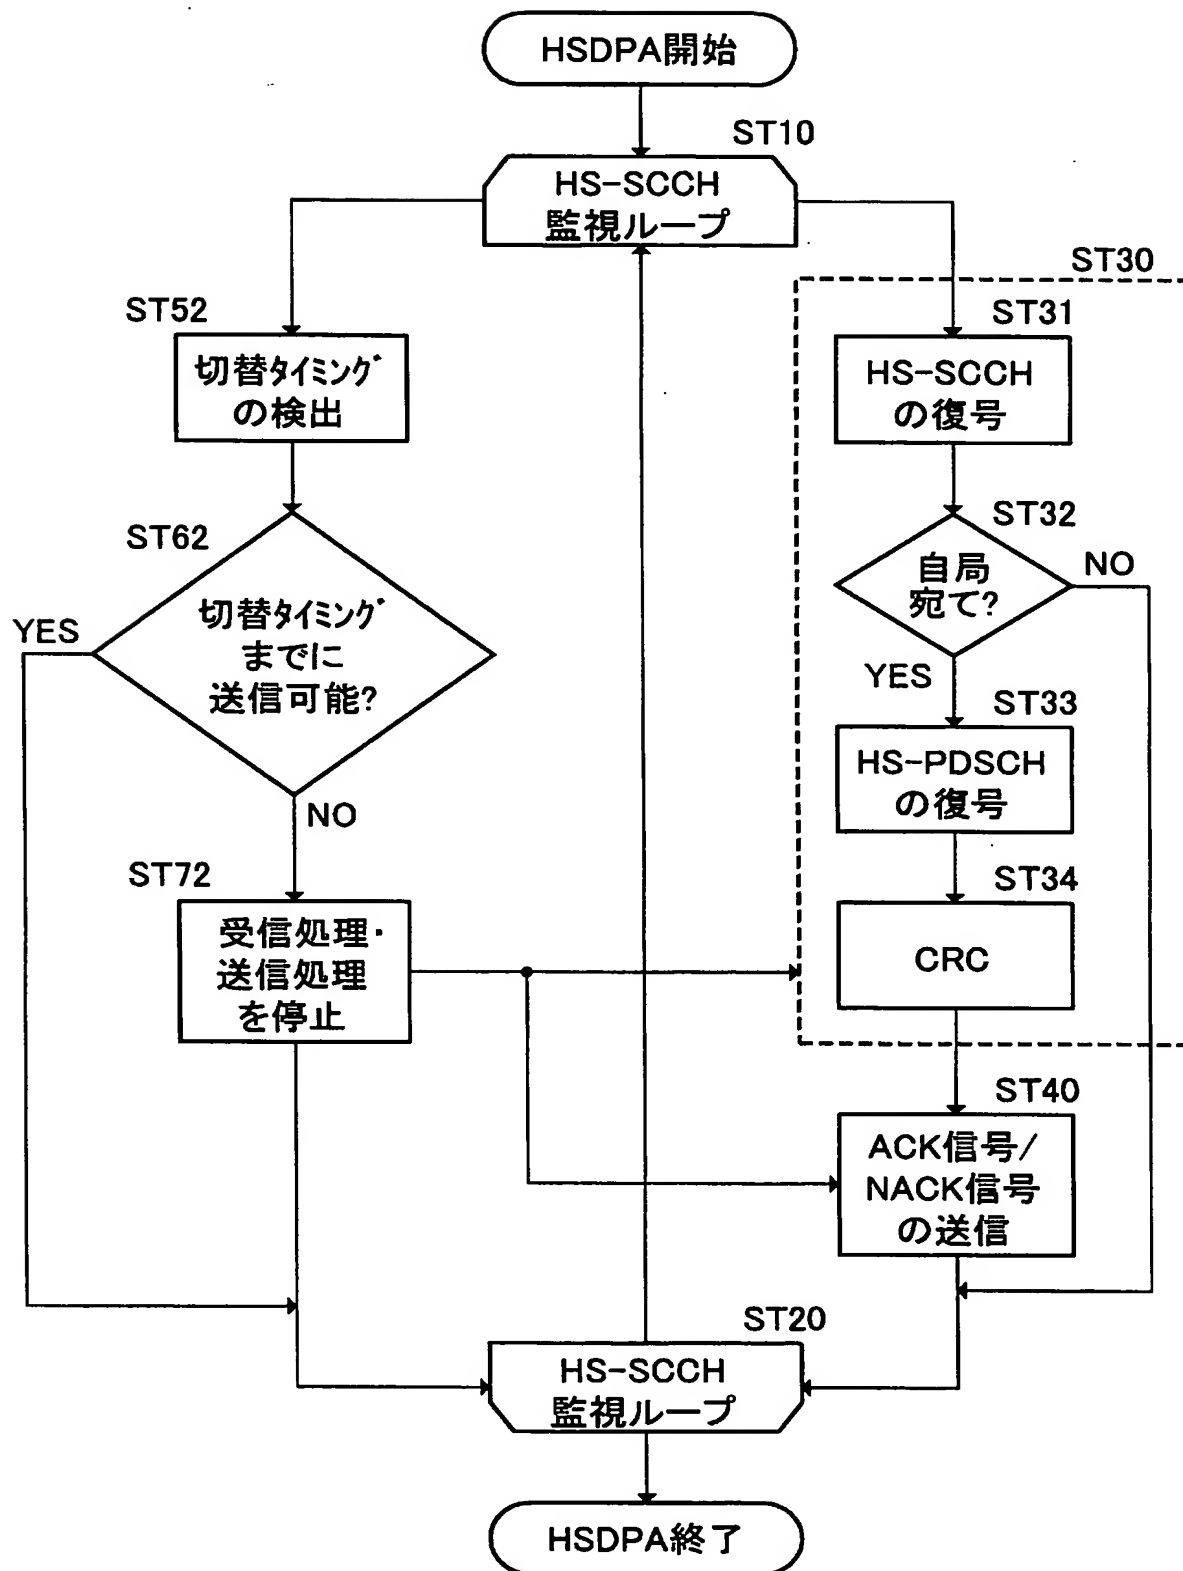 HSDPA開始
ST10
HS-SCCH
監視ループ
ST52
切替ﾀｲﾐﾝｸﾞ
の検出
ST62
切替ﾀｲﾐﾝｸﾞ
までに
送信可能?
YES
NO
ST72
受信処理・
送信処理
を停止
ST30
ST31
HS-SCCH
の復号
ST32
自局
宛て?
NO
YES
ST33
HS-PDSCH
の復号
ST34
CRC
ST40
ACK信号/
NACK信号
の送信
ST20
HS-SCCH
監視ループ
HSDPA終了